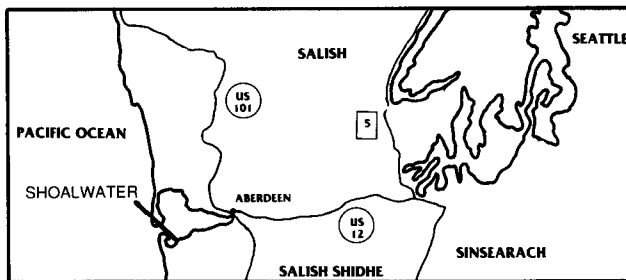 SALISH
SEATTLE
US
101
5
PACIFIC OCEAN
SHOALWATER
ABERDEEN
US
12
SALISH SHIDHE
SINSEARACH